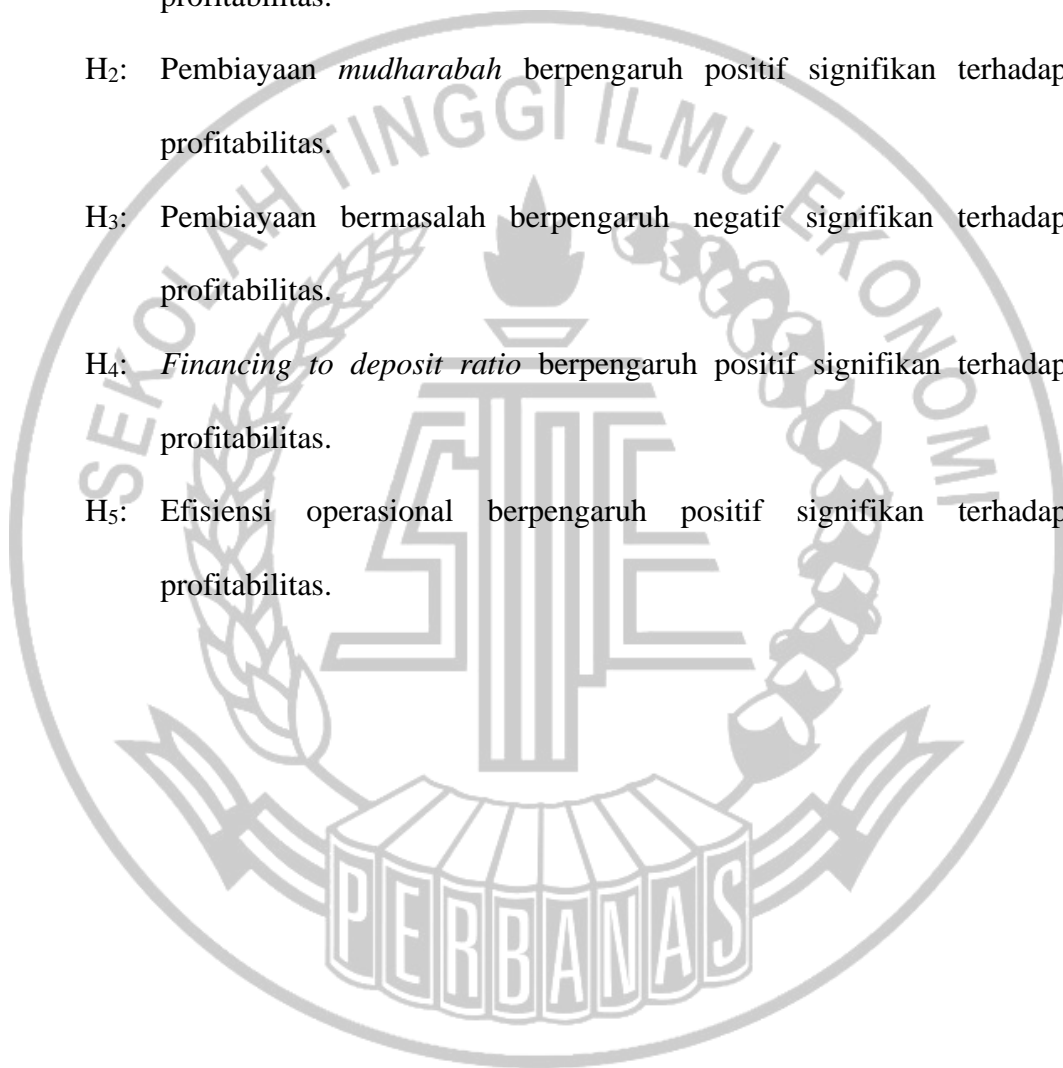 profitabilitas.
H2: Pembiayaan mudharabah berpengaruh positif signifikan terhadap
profitabilitas.
H3: Pembiayaan bermasalah berpengaruh negatif signifikan terhadap
profitabilitas.
H4: Financing to deposit ratio berpengaruh positif signifikan terhadap
profitabilitas.
H5: Efisiensi operasional berpengaruh positif signifikan terhadap
profitabilitas.
SEKOLAH TINGGI ILMU EKONOMI
STIE
PERBANAS